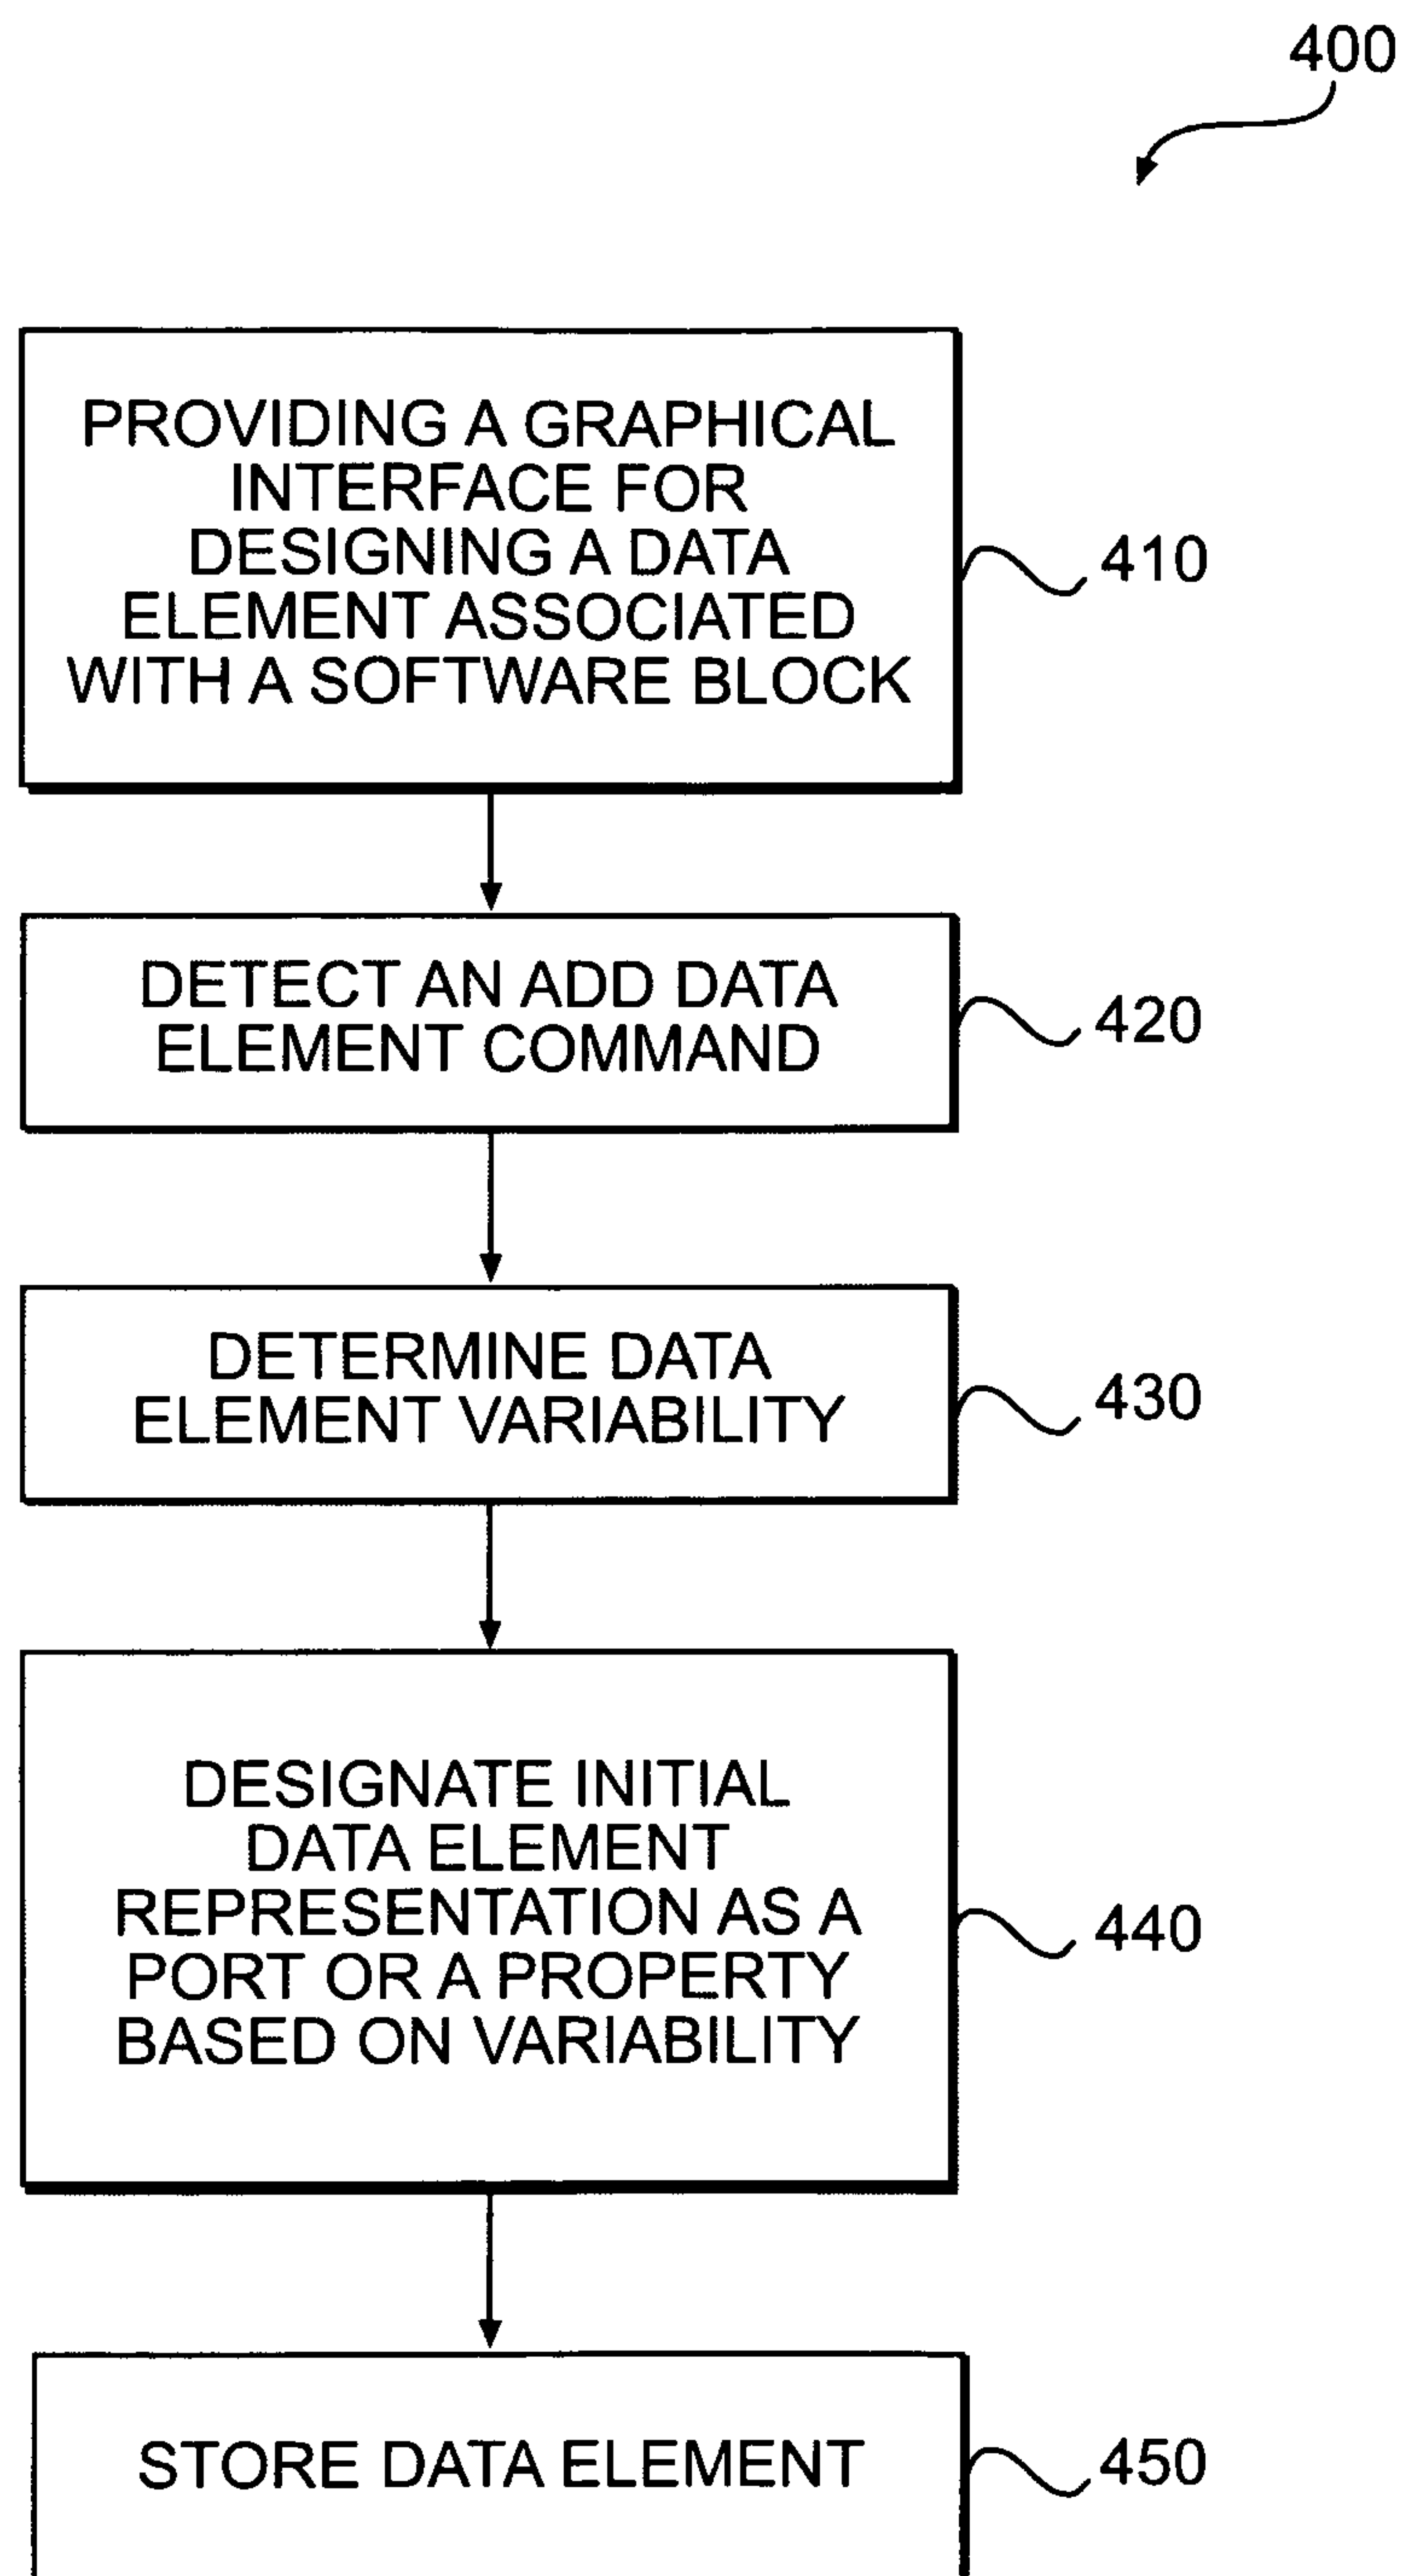 400
PROVIDING A GRAPHICAL
INTERFACE FOR
DESIGNING A DATA
ELEMENT ASSOCIATED
WITH A SOFTWARE BLOCK
410
DETECT AN ADD DATA
ELEMENT COMMAND
420
DETERMINE DATA
ELEMENT VARIABILITY
430
DESIGNATE INITIAL
DATA ELEMENT
REPRESENTATION AS A
PORT OR A PROPERTY
BASED ON VARIABILITY
440
STORE DATA ELEMENT
450